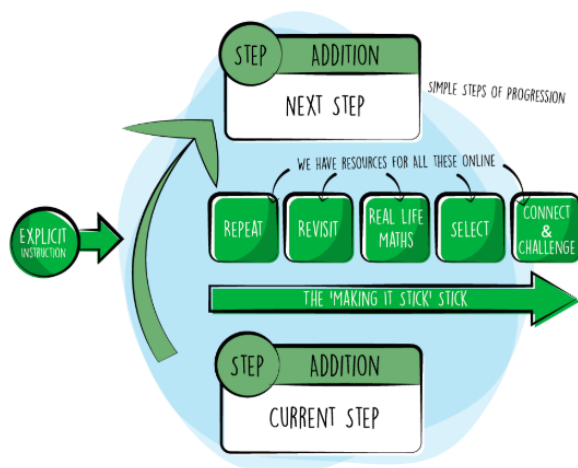 STEP
ADDITION
NEXT STEP
SIMPLE STEPS OF PROGRESSION
WE HAVE RESOURCES FOR ALL THESE ONLINE
EXPLICIT
INSTRUCTION
REPEAT
REVISIT
REAL LIFE
MATHS
SELECT
CONNECT
&
CHALLENGE
THE 'MAKING IT STICK' STICK
STEP
ADDITION
CURRENT STEP